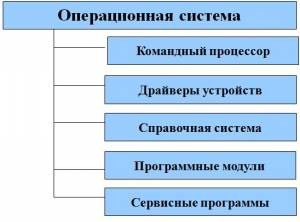 Операционная система
Командный процессор
Драйверы устройств
Справочная система
Программные модули
Сервисные программы